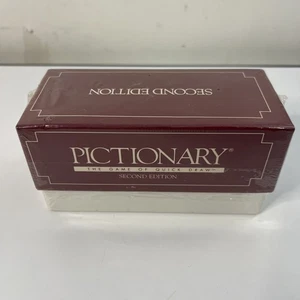 SECOND EDITION
PICTIONARY®
THE GAME OF QUICK DRAW™
SECOND EDITION